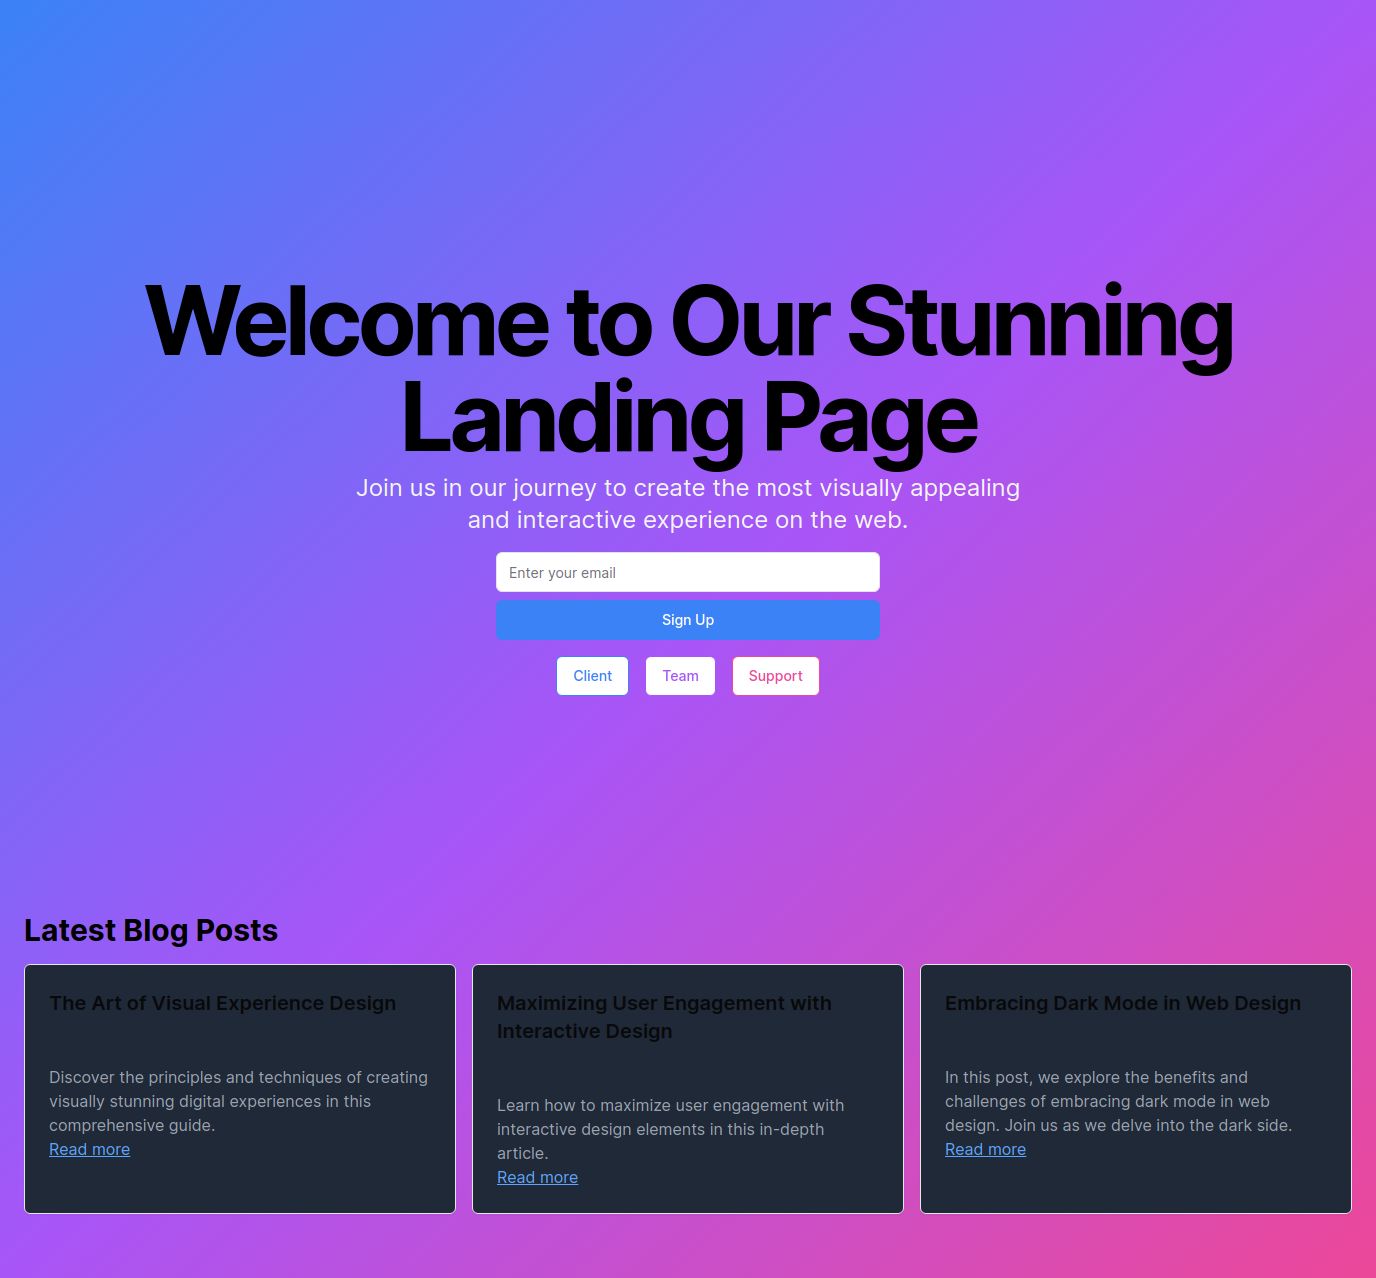 Welcome to Our Stunning
Landing Page
Join us in our journey to create the most visually appealing
and interactive experience on the web.
Enter your email
Sign Up
Client
Team
Support
Latest Blog Posts
The Art of Visual Experience Design
Discover the principles and techniques of creating
visually stunning digital experiences in this
comprehensive guide.
Read more
Maximizing User Engagement with
Interactive Design
Learn how to maximize user engagement with
interactive design elements in this in-depth
article.
Read more
Embracing Dark Mode in Web Design
In this post, we explore the benefits and
challenges of embracing dark mode in web
design. Join us as we delve into the dark side.
Read more